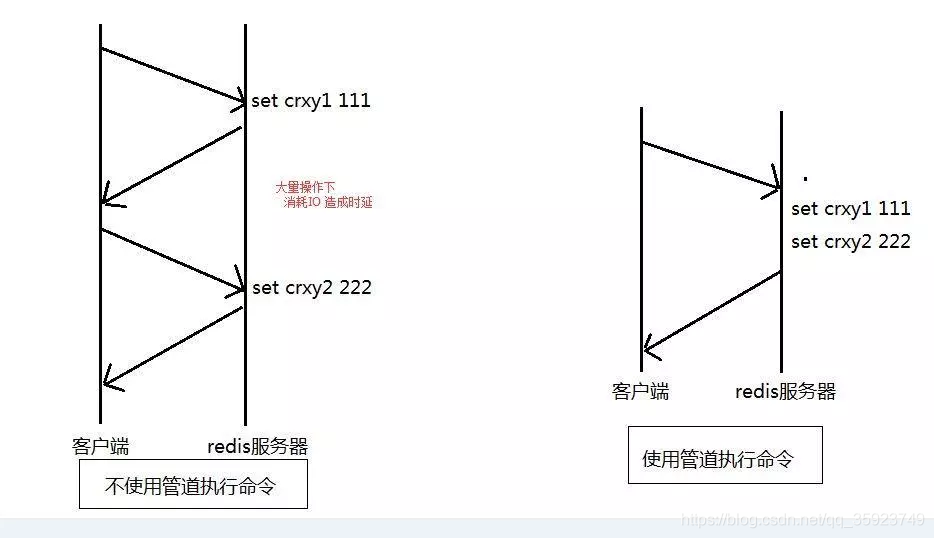 set crxy1 111
大量操作下
消耗IO 造成时延
set crxy2 222
客户端
redis服务器
不使用管道执行命令
set crxy1 111
set crxy2 222
客户端
redis服务器
使用管道执行命令
https://blog.csdn.net/qq_35923749